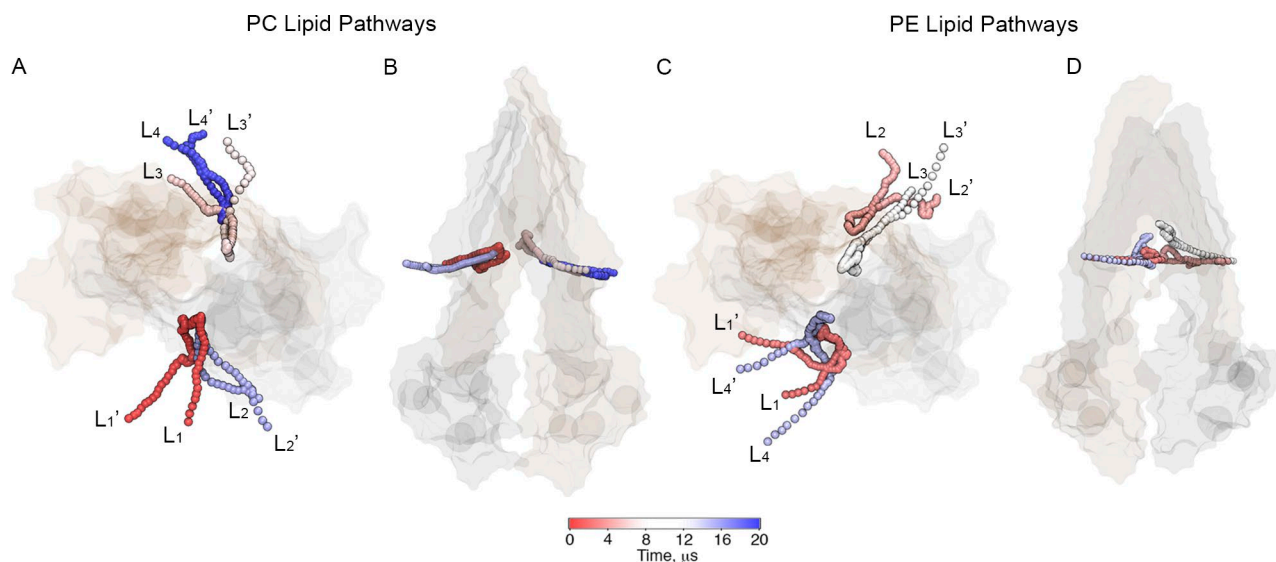 PC Lipid Pathways
PE Lipid Pathways
A
B
C
D
L4
L4’
L3’
L3
L1’
L1
L2
L2’
L2
L3’
L3
L2’
L1’
L4’
L1
L4
0 4 8 12 16 20
Time, μs